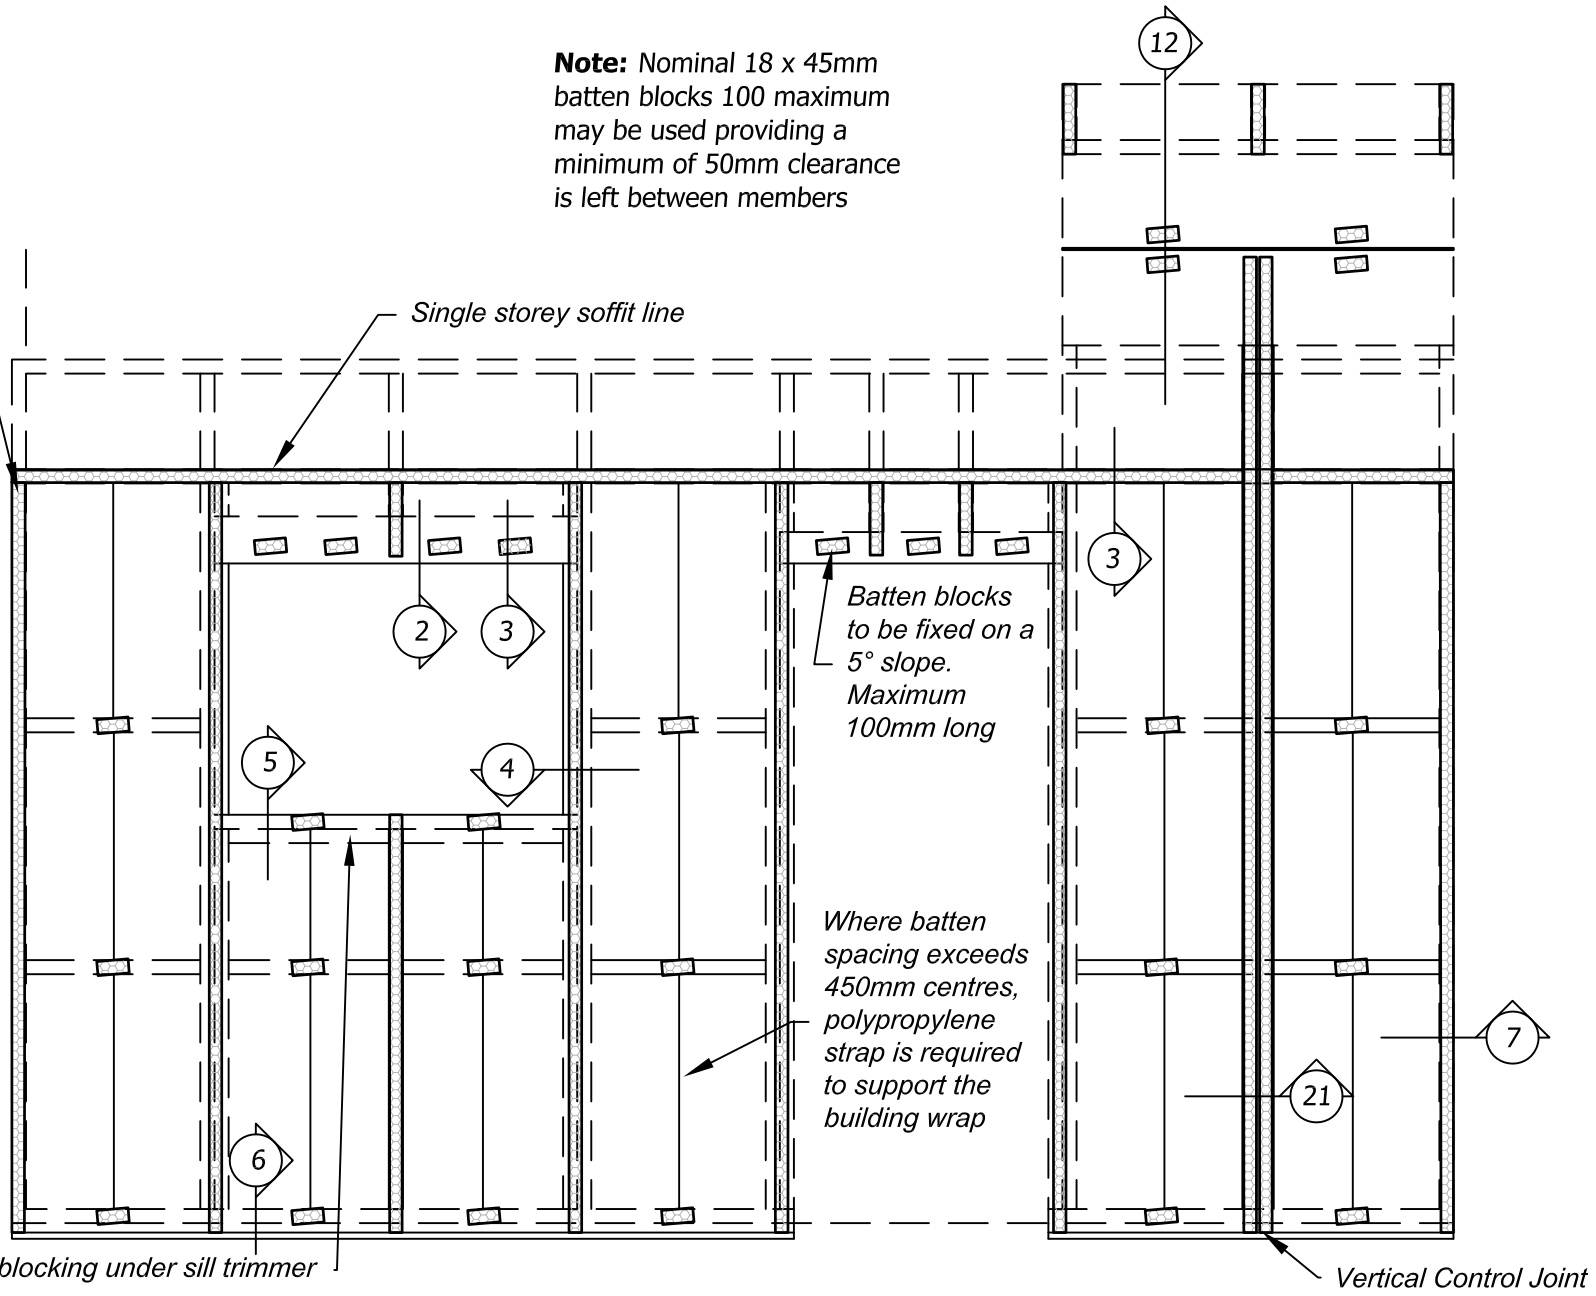 12
Note: Nominal 18 x 45mm
batten blocks 100 maximum
may be used providing a
minimum of 50mm clearance
is left between members
Single storey soffit line
2
3
3
Batten blocks
to be fixed on a
5° slope.
Maximum
100mm long
5
4
Where batten
spacing exceeds
450mm centres,
polypropylene
strap is required
to support the
building wrap
7
21
6
blocking under sill trimmer
Vertical Control Joint